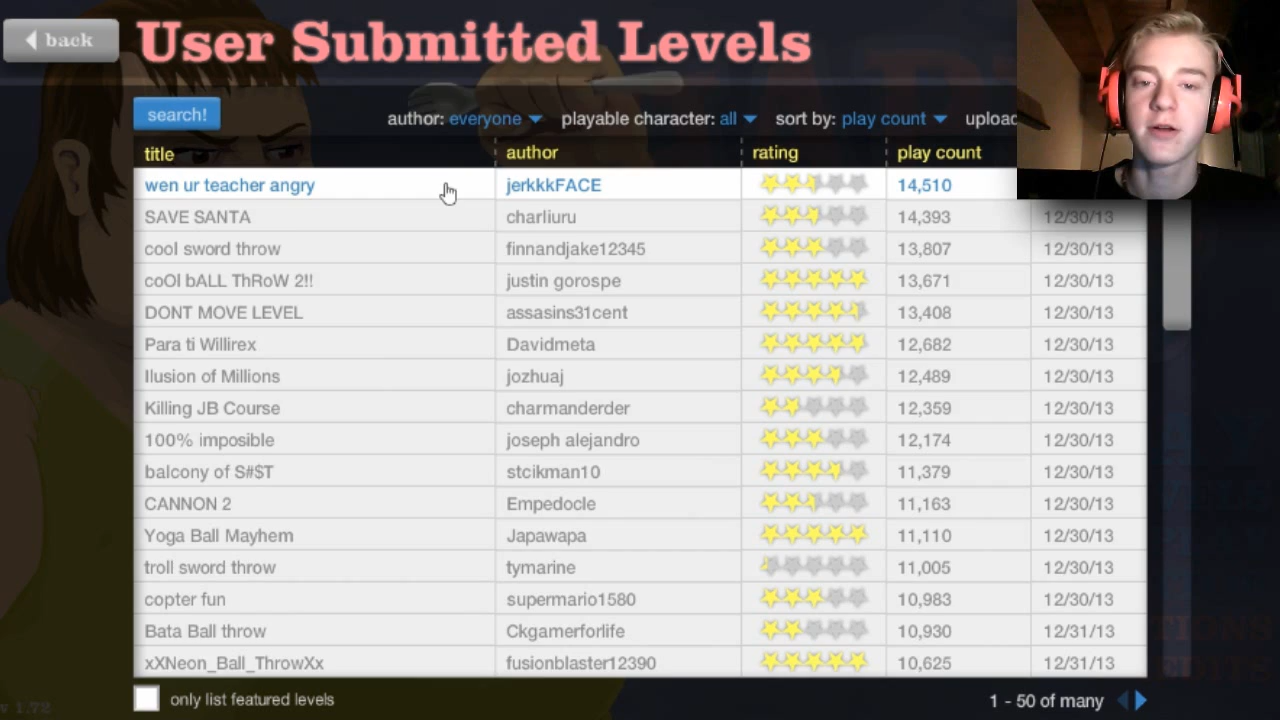 back
User Submitted Levels
search!
author: everyone playable character: all sort by: play count upload
title author rating play count
wen ur teacher angry jerkkkFACE 14,510
SAVE SANTA charliuru 14,393 12/30/13
cool sword throw finnandjake12345 13,807 12/30/13
coOl bALL ThRoW 2!! justin gorospe 13,671 12/30/13
DONT MOVE LEVEL assasins31cent 13,408 12/30/13
Para ti Willirex Davidmeta 12,682 12/30/13
Ilusion of Millions jozhuaj 12,489 12/30/13
Killing JB Course charmanderder 12,359 12/30/13
100% imposible joseph alejandro 12,174 12/30/13
balcony of S#$T stcikman10 11,379 12/30/13
CANNON 2 Empedocle 11,163 12/30/13
Yoga Ball Mayhem Japawapa 11,110 12/30/13
troll sword throw tymarine 11,005 12/30/13
copter fun supermario1580 10,983 12/30/13
Bata Ball throw Ckgamerforlife 10,930 12/31/13
xXNeon_Ball_ThrowXx fusionblaster12390 10,625 12/31/13
only list featured levels 1 - 50 of many
v 1.72